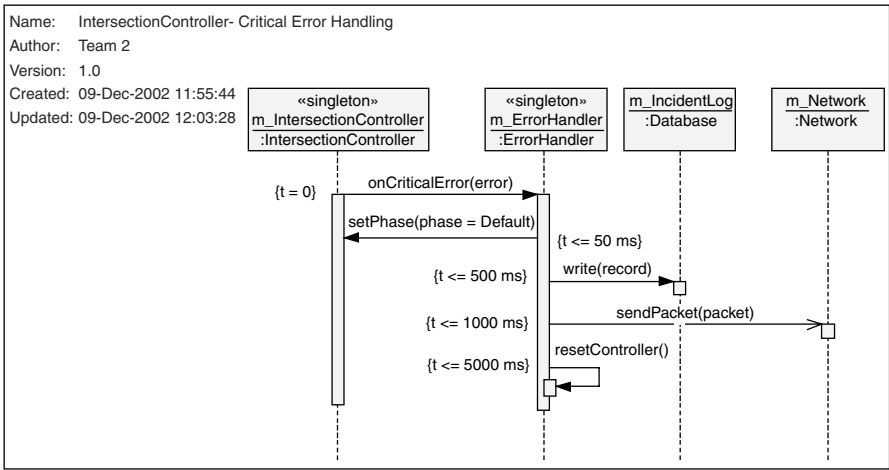 Name: IntersectionController- Critical Error Handling
Author: Team 2
Version: 1.0
Created: 09-Dec-2002 11:55:44
Updated: 09-Dec-2002 12:03:28
«singleton»
m_IntersectionController
:IntersectionController
«singleton»
m_ErrorHandler
:ErrorHandler
m_IncidentLog
:Database
m_Network
:Network
{t = 0}
onCriticalError(error)
setPhase(phase = Default)
{t <= 50 ms}
{t <= 500 ms}
write(record)
{t <= 1000 ms}
sendPacket(packet)
resetController()
{t <= 5000 ms}